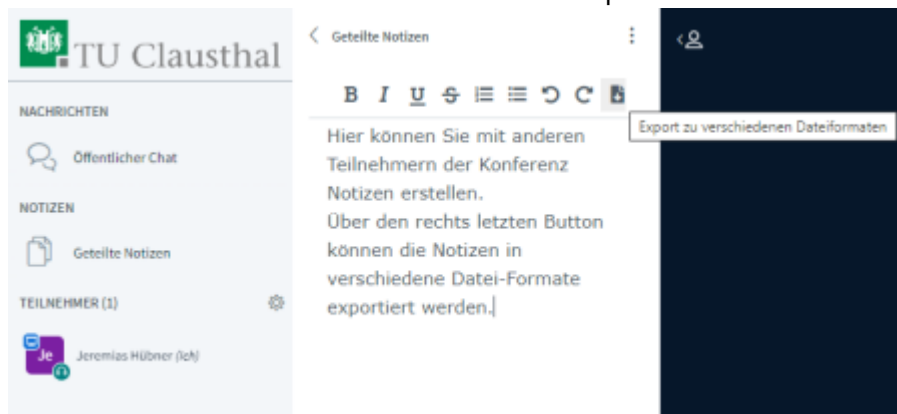 TU Clausthal
NACHRICHTEN
Öffentlicher Chat
NOTIZEN
Geteilte Notizen
TEILNEHMER (1)
Je
Jeremias Hübner (Ich)
Geteilte Notizen
B I U S
Export zu verschiedenen Dateiformaten
Hier können Sie mit anderen
Teilnehmern der Konferenz
Notizen erstellen.
Über den rechts letzten Button
können die Notizen in
verschiedene Datei-Formate
exportiert werden.